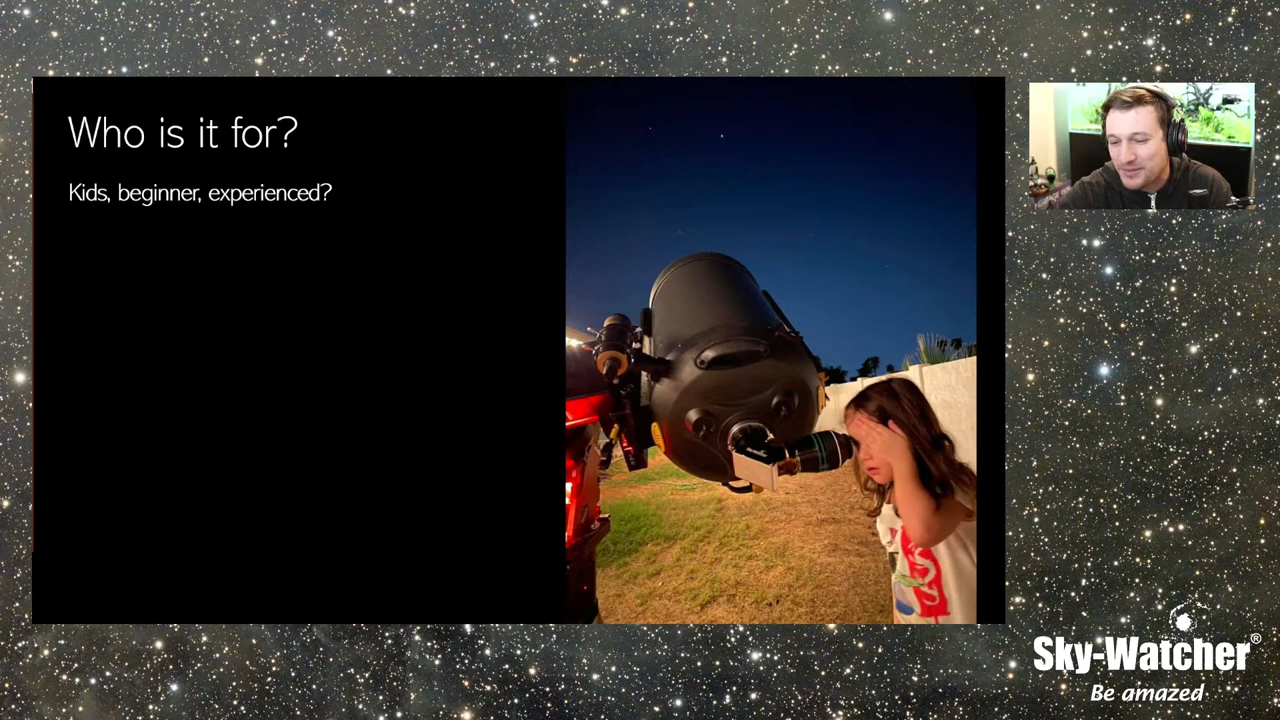 Who is it for?
Kids, beginner, experienced?
Sky-Watcher®
Be amazed